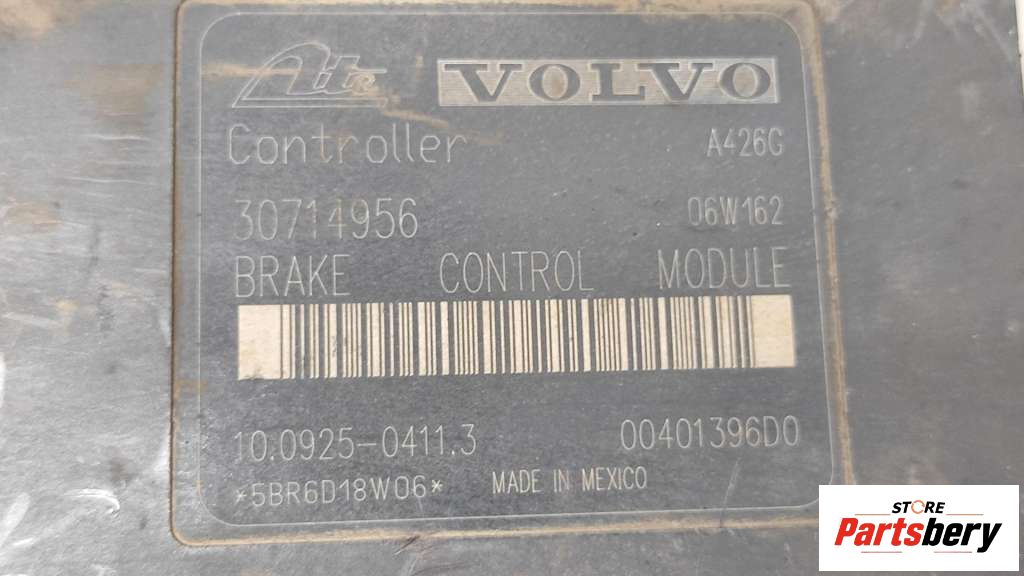 Ate VOLVO
Controller A426G
30714956 06W162
BRAKE CONTROL MODULE
10.0925-0411.3 00401396D0
*5BR6D18W06* MADE IN MEXICO
STORE
Partsbery